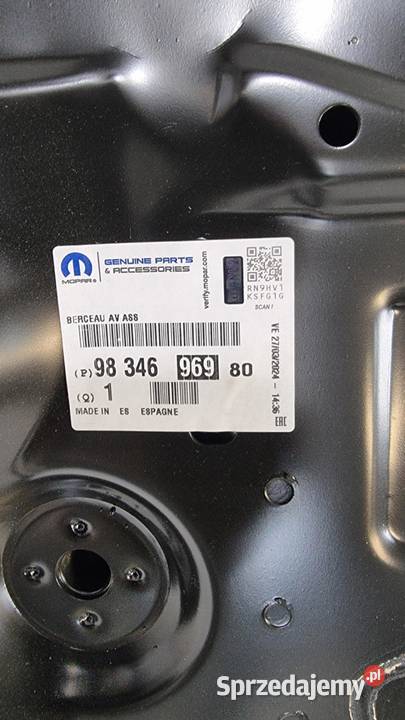 MOPAR®
GENUINE PARTS
& ACCESSORIES
verify.mopar.com
RN9HV1
KSFG1G
SCAN!
BERCEAU AV ASS
VE 27/03/2024 - 14:36
(P) 98 346 969 80
(Q) 1
MADE IN ES ESPAGNE
EAC
Sprzedajemy.pl